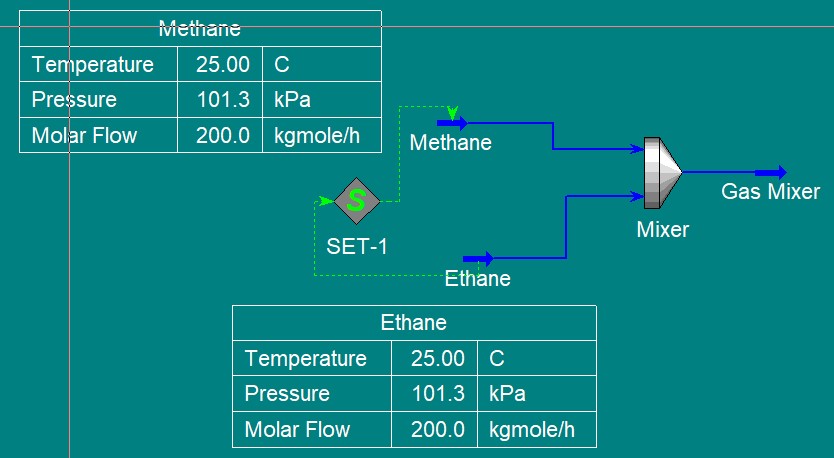 Methane
Temperature 25.00 C
Pressure 101.3 kPa
Molar Flow 200.0 kgmole/h
Methane
Gas Mixer
S
Mixer
SET-1
Ethane
Ethane
Temperature 25.00 C
Pressure 101.3 kPa
Molar Flow 200.0 kgmole/h